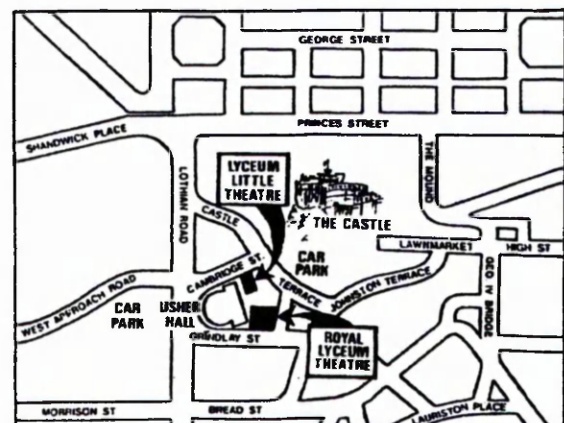 GEORGE STREET
PRINCES STREET
SHANDWICK PLACE
THE MOUND
LOTHIAN ROAD
LYCEUM
LITTLE
THEATRE
CASTLE
TERRACE
THE CASTLE
LAWNMARKET
HIGH ST
CAR
PARK
CAMBRIDGE ST.
JOHNSTON TERRACE
GEO IV BRIDGE
WEST APPROACH ROAD
CAR
PARK
USHER
HALL
GRINDLAY ST
ROYAL
LYCEUM
THEATRE
MORRISON ST
BREAD ST
LAURISTON PLACE